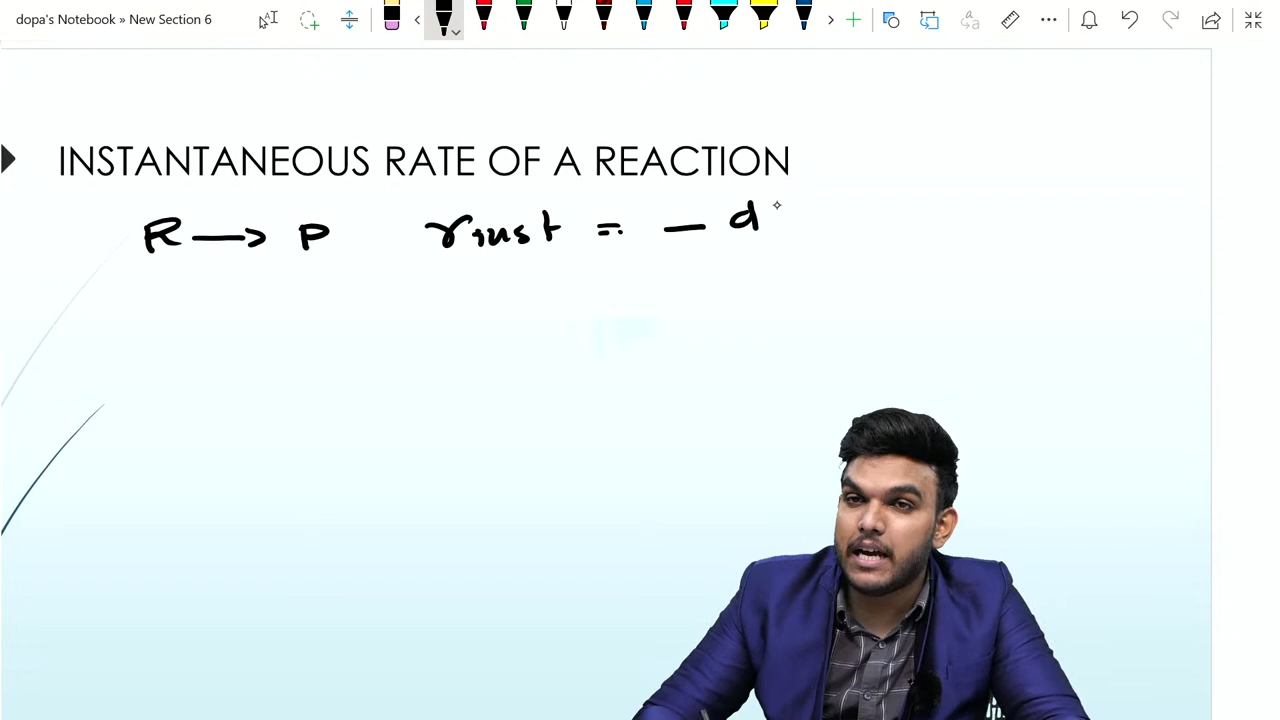 dopa's Notebook » New Section 6
INSTANTANEOUS RATE OF A REACTION
R → P rinst = - d